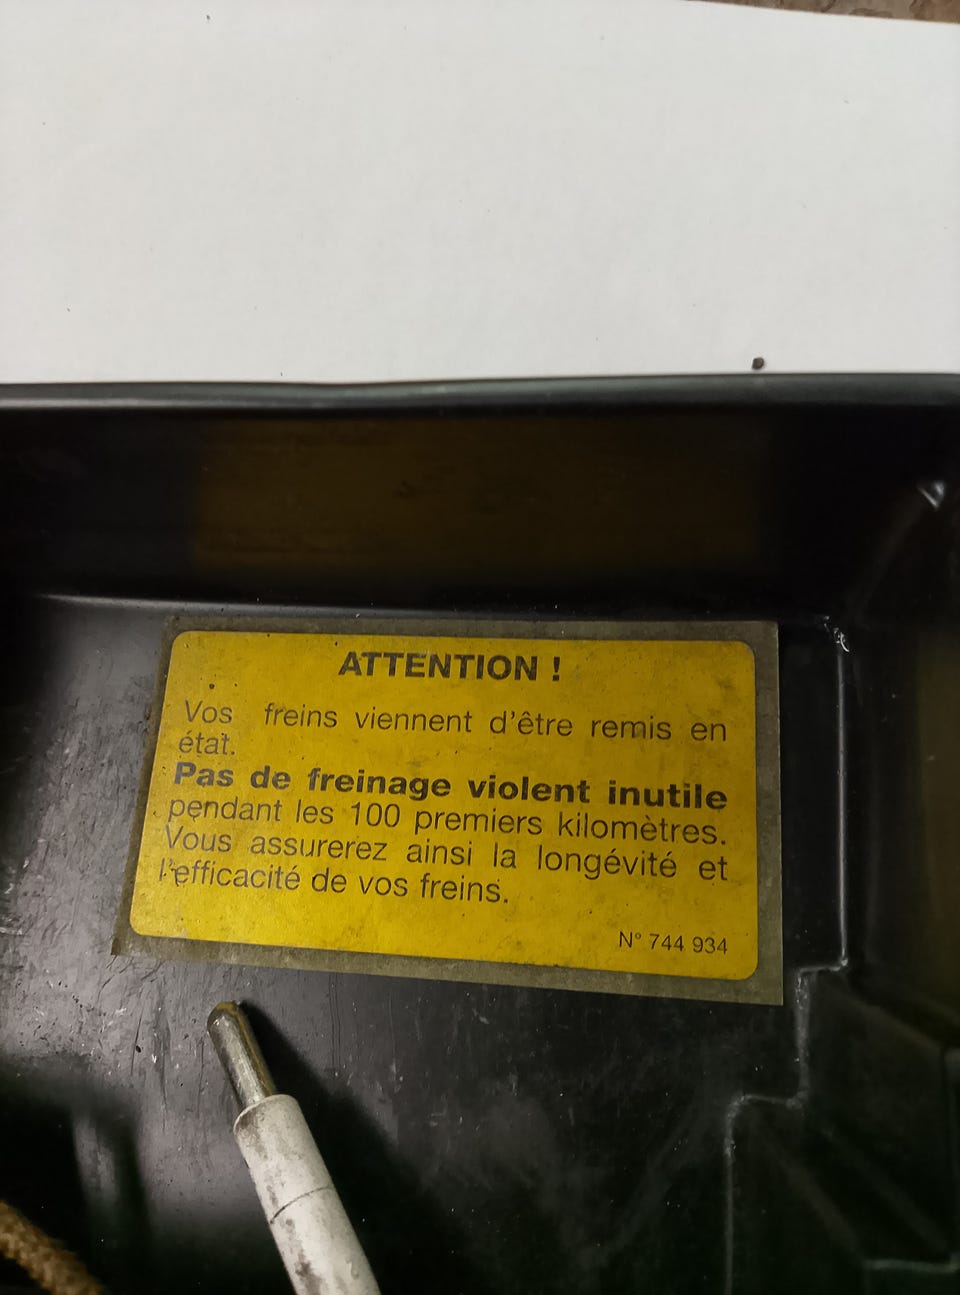 ATTENTION !
Vos freins viennent d'être remis en
état.
Pas de freinage violent inutile
pendant les 100 premiers kilomètres.
Vous assurerez ainsi la longévité et
l'efficacité de vos freins.
N° 744 934